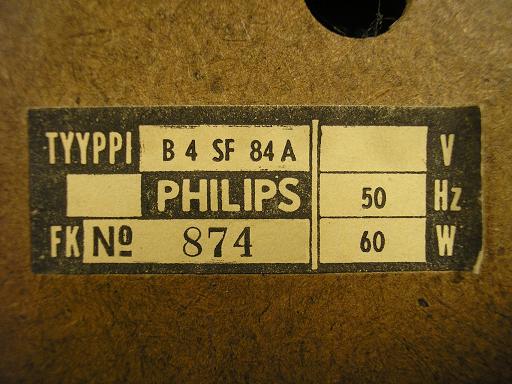 TYYPPI B 4 SF 84 A V
PHILIPS 50 Hz
FK Nº 874 60 W